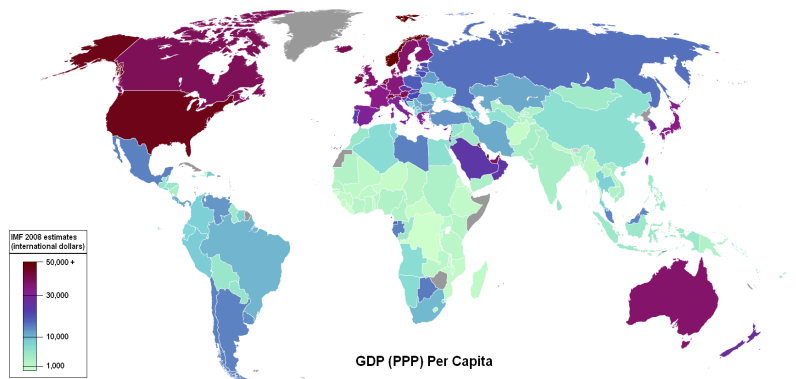 IMF 2008 estimates
(international dollars)
50,000 +
30,000
10,000
1,000
GDP (PPP) Per Capita